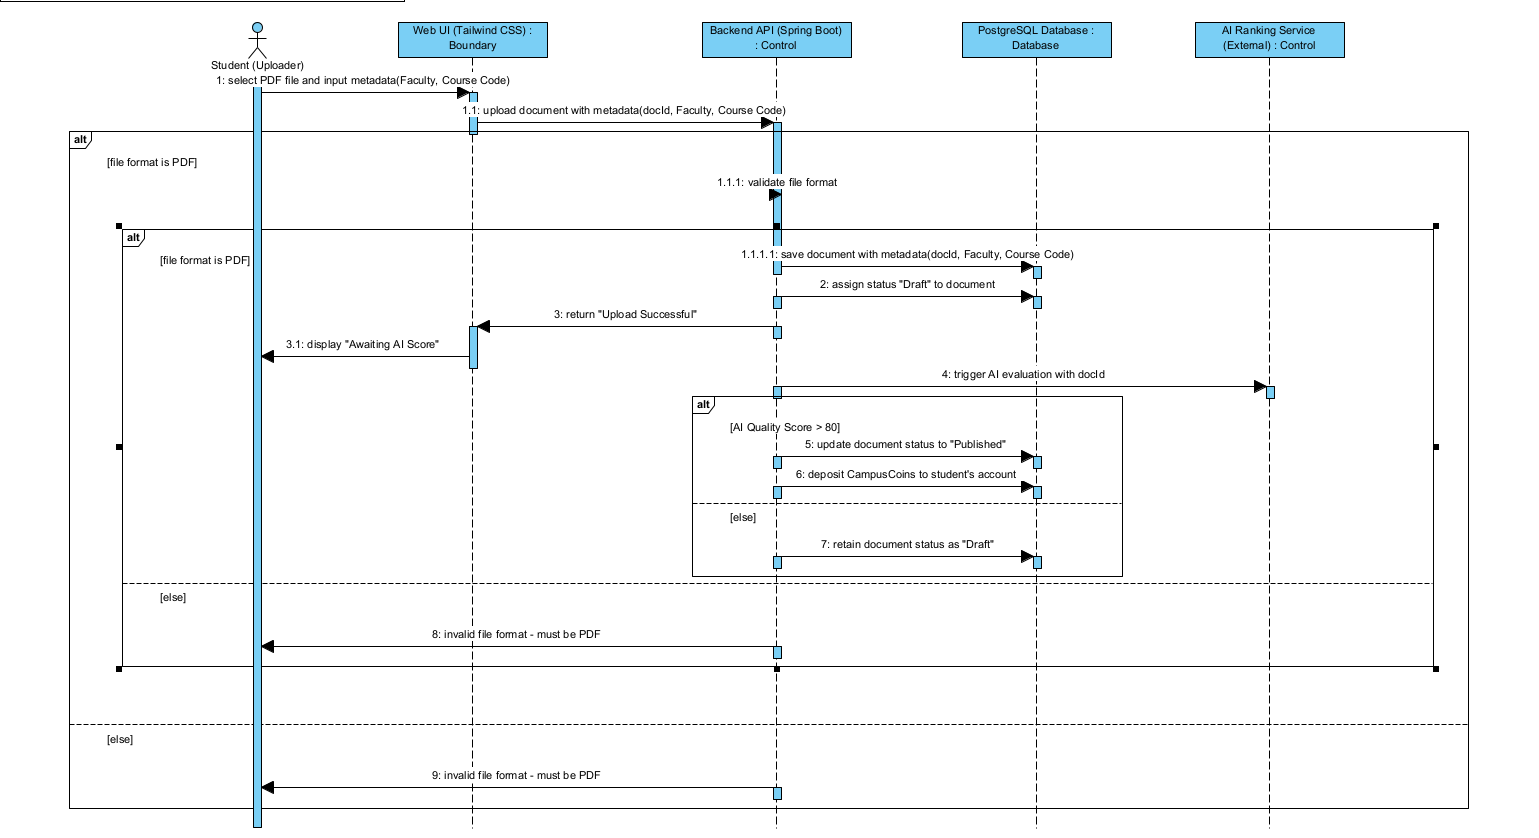 Web UI (Tailwind CSS) :
Boundary
Backend API (Spring Boot)
: Control
PostgreSQL Database :
Database
AI Ranking Service
(External) : Control
Student (Uploader)
1: select PDF file and input metadata(Faculty, Course Code)
1.1: upload document with metadata(docId, Faculty, Course Code)
alt
[file format is PDF]
1.1.1: validate file format
alt
[file format is PDF]
1.1.1.1: save document with metadata(docId, Faculty, Course Code)
2: assign status "Draft" to document
3: return "Upload Successful"
3.1: display "Awaiting AI Score"
4: trigger AI evaluation with docId
alt
[AI Quality Score > 80]
5: update document status to "Published"
6: deposit CampusCoins to student's account
[else]
7: retain document status as "Draft"
[else]
8: invalid file format - must be PDF
[else]
9: invalid file format - must be PDF